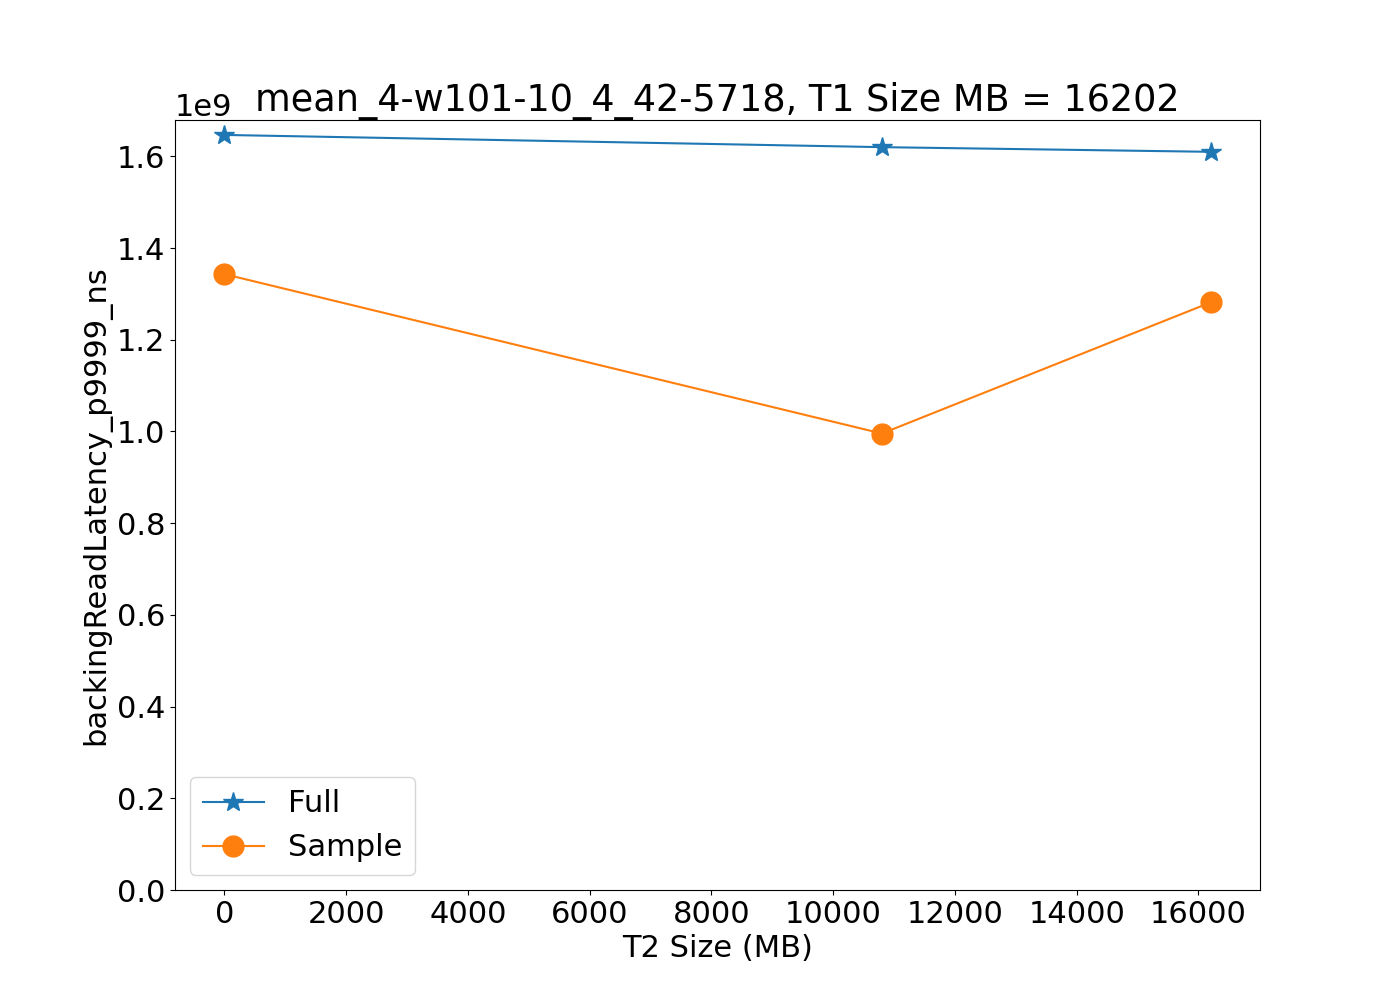 1e9
mean_4-w101-10_4_42-5718, T1 Size MB = 16202
backingReadLatency_p9999_ns
1.6
1.4
1.2
1.0
0.8
0.6
0.4
0.2
0.0
Full
Sample
0 2000 4000 6000 8000 10000 12000 14000 16000
T2 Size (MB)